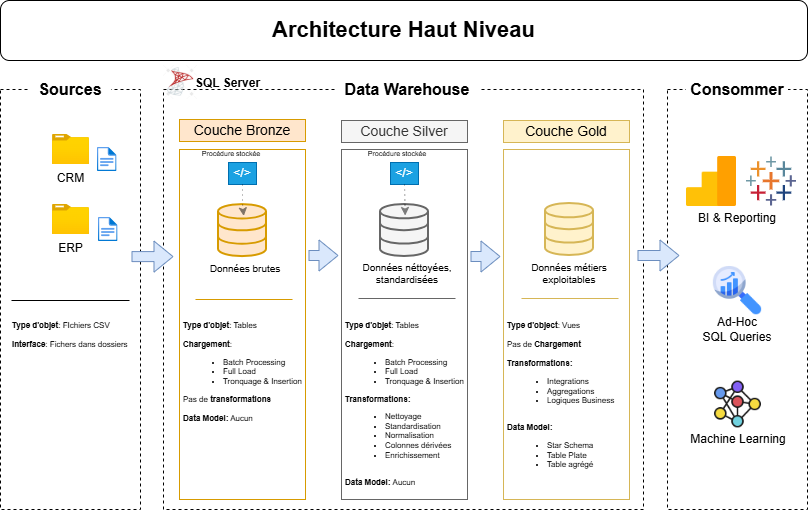 Architecture Haut Niveau
Sources
CRM
ERP
Type d'objet: FIchiers CSV
Interface: Fichers dans dossiers
SQL Server
Data Warehouse
Couche Bronze
Procédure stockée
</>
Données brutes
Type d'objet: Tables
Chargement:
• Batch Processing
• Full Load
• Tronquage & Insertion
Pas de transformations
Data Model: Aucun
Couche Silver
Procédure stockée
</>
Données néttoyées,
standardisées
Type d'objet: Tables
Chargement:
• Batch Processing
• Full Load
• Tronquage & Insertion
Transformations:
• Nettoyage
• Standardisation
• Normalisation
• Colonnes dérivées
• Enrichissement
Data Model: Aucun
Couche Gold
Données métiers
exploitables
Type d'object: Vues
Pas de Chargement
Transformations:
• Integrations
• Aggregations
• Logiques Business
Data Model:
• Star Schema
• Table Plate
• Table agrégé
Consommer
BI & Reporting
Ad-Hoc
SQL Queries
Machine Learning